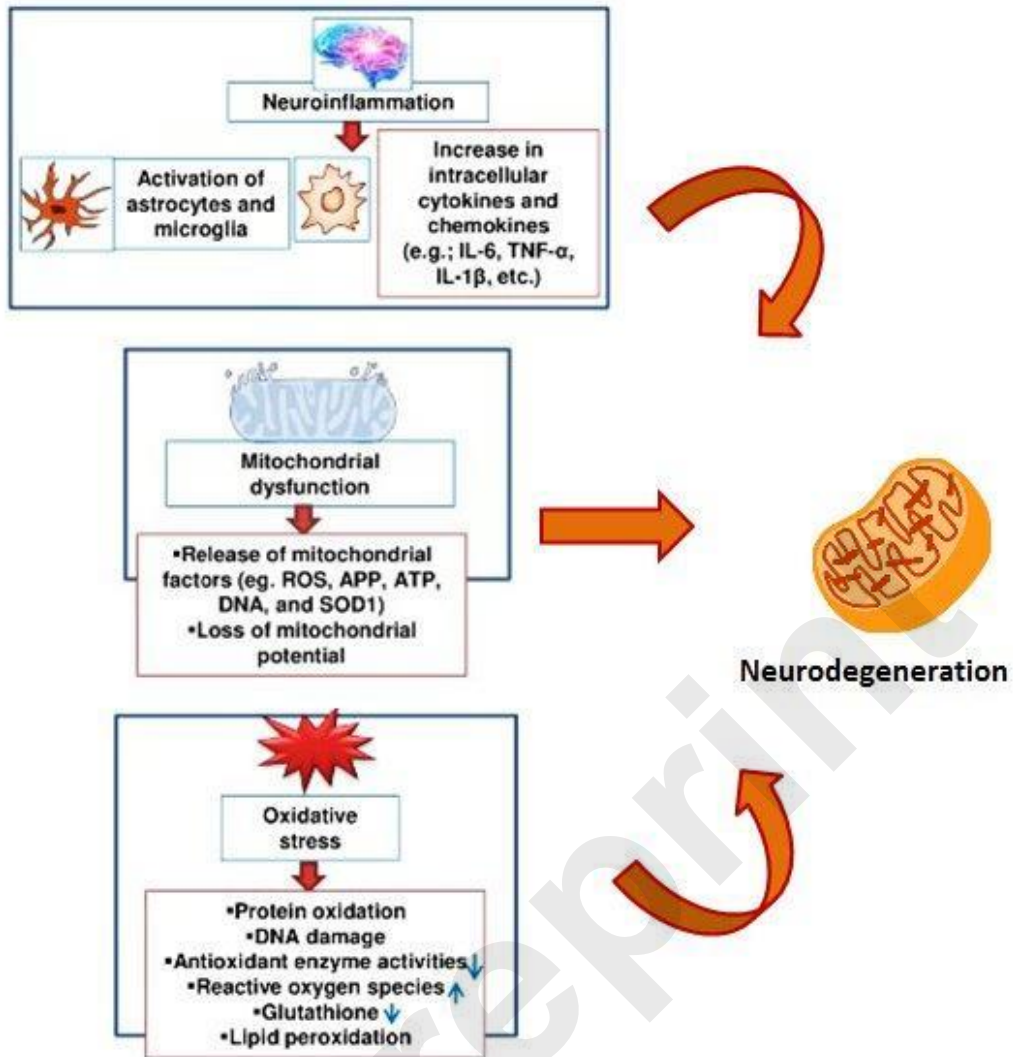 Neuroinflammation
Activation of
astrocytes and
microglia
Increase in
intracellular
cytokines and
chemokines
(e.g.; IL-6, TNF-α,
IL-1β, etc.)
Mitochondrial
dysfunction
▪Release of mitochondrial
factors (eg. ROS, APP, ATP,
DNA, and SOD1)
▪Loss of mitochondrial
potential
Neurodegeneration
Oxidative
stress
▪Protein oxidation
▪DNA damage
▪Antioxidant enzyme activities↓
▪Reactive oxygen species↑
▪Glutathione↓
▪Lipid peroxidation
reprint